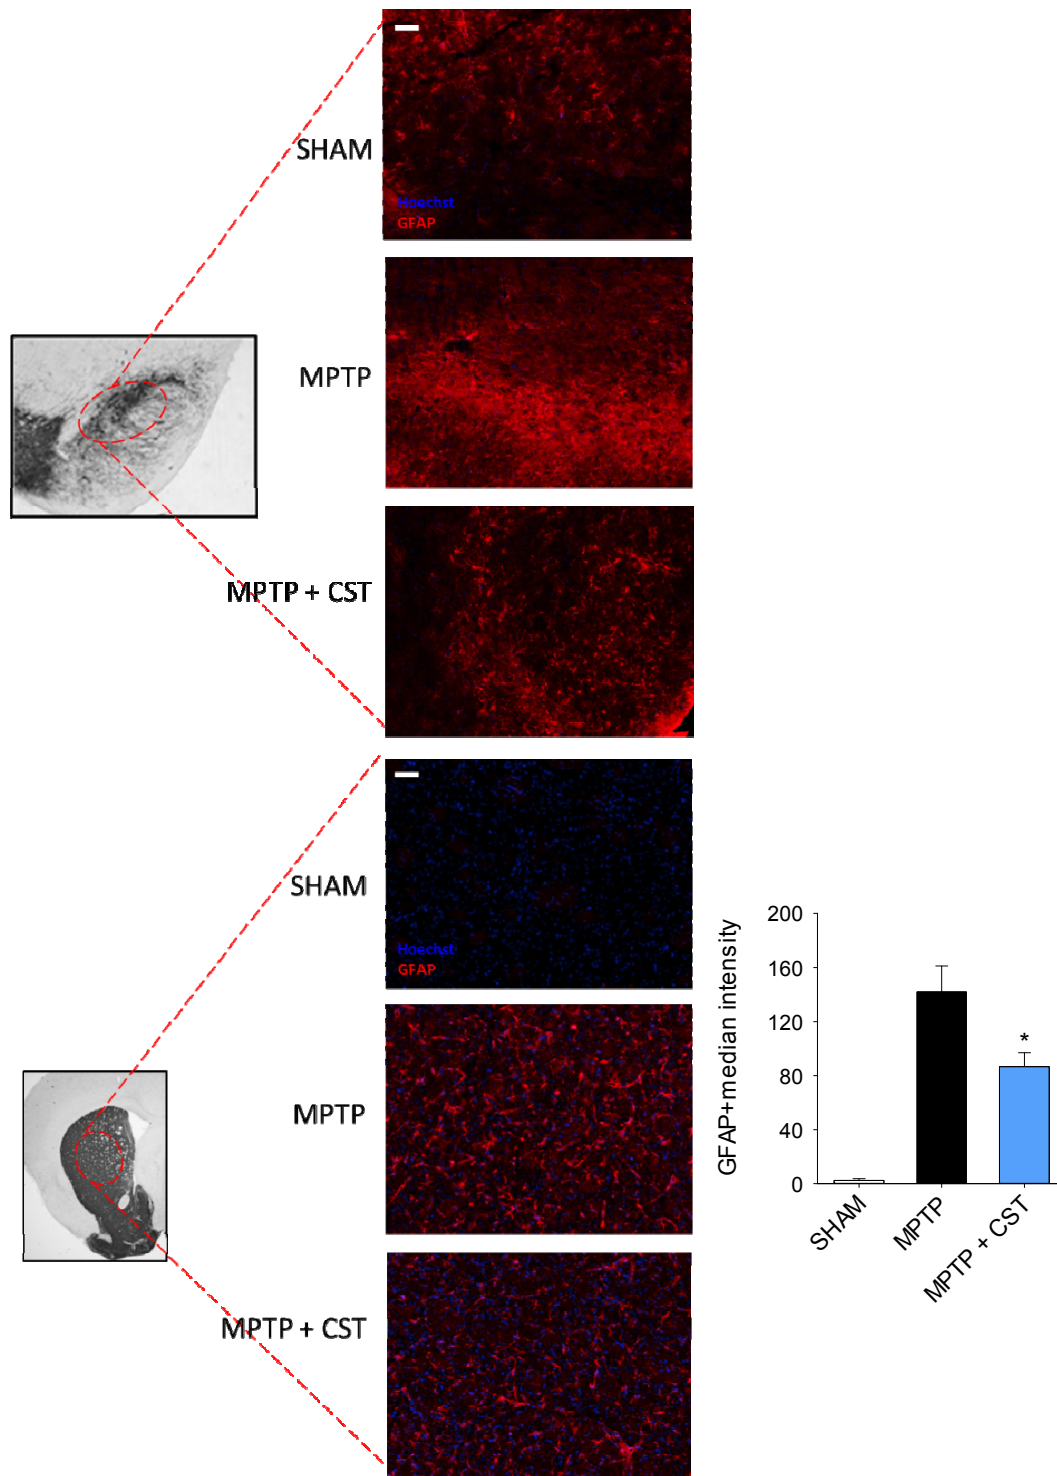 SHAM
Hoechst
GFAP
MPTP
MPTP + CST
SHAM
Hoechst
GFAP
MPTP
MPTP + CST
GFAP+median intensity
200
160
120
80
40
0
*
SHAM
MPTP
MPTP + CST